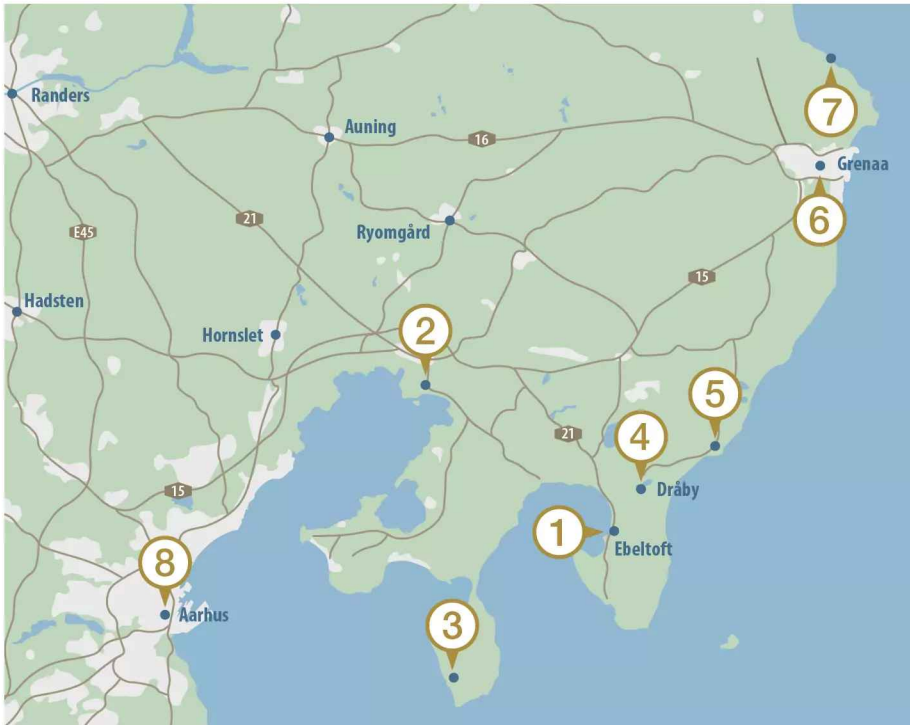 7
Randers
Auning
16
Grenaa
6
21
Ryomgård
E45
15
Hadsten
2
Hornslet
5
4
21
15
Dråby
1
Ebeltoft
8
3
Aarhus